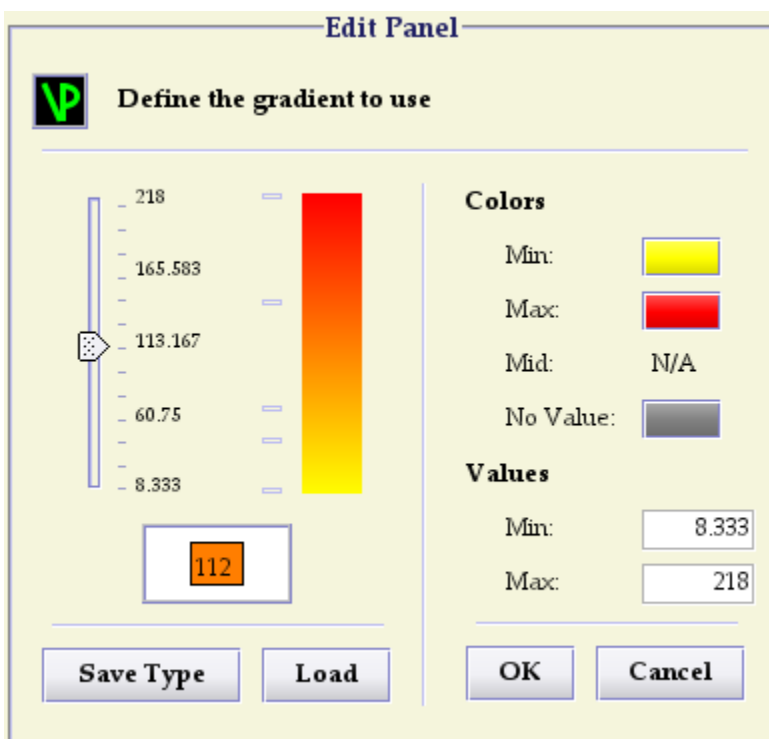 Edit Panel
VP
Define the gradient to use
218
165.583
113.167
60.75
8.333
112
Save Type
Load
Colors
Min:
Max:
Mid: N/A
No Value:
Values
Min: 8.333
Max: 218
OK
Cancel